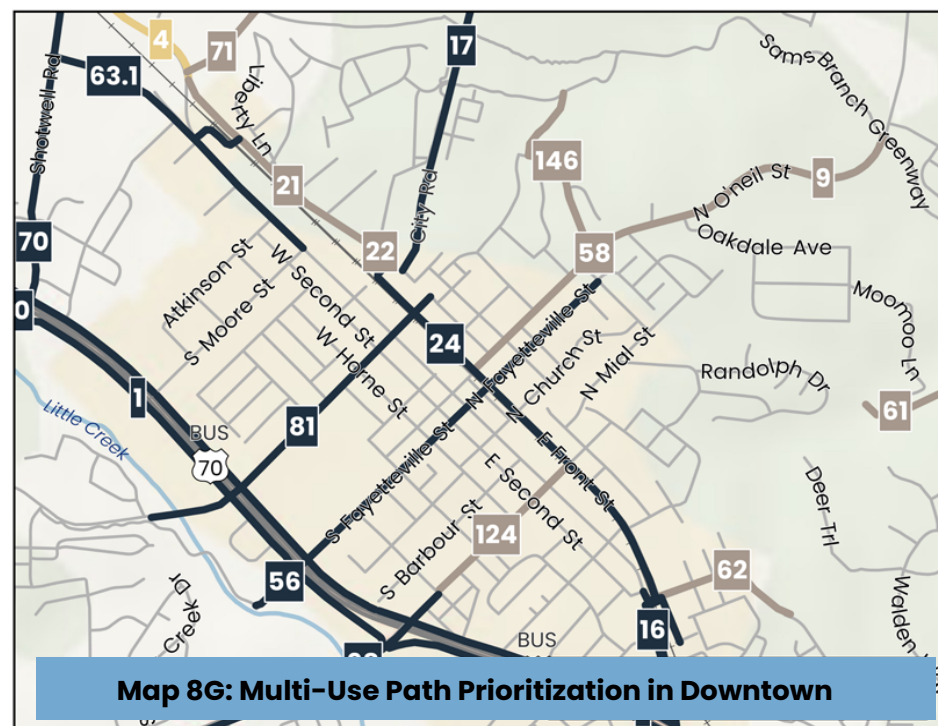 4
71
17
63.1
Shotwell Rd
Liberty Ln
Sams Branch Greenway
146
9
21
N O'neil St
City Rd
70
22
58
Oakdale Ave
Atkinson St
W Second St
Moomoo Ln
S Moore St
N Fayetteville St
0
24
W Horne St
Church St
N Mial St
Randolph Dr
1
61
Little Creek
BUS
70
81
N
E Front St
S Fayetteville St
E Second St
Deer Trl
S Barbour St
124
62
56
Creek Dr
Walden
16
BUS
Map 8G: Multi-Use Path Prioritization in Downtown